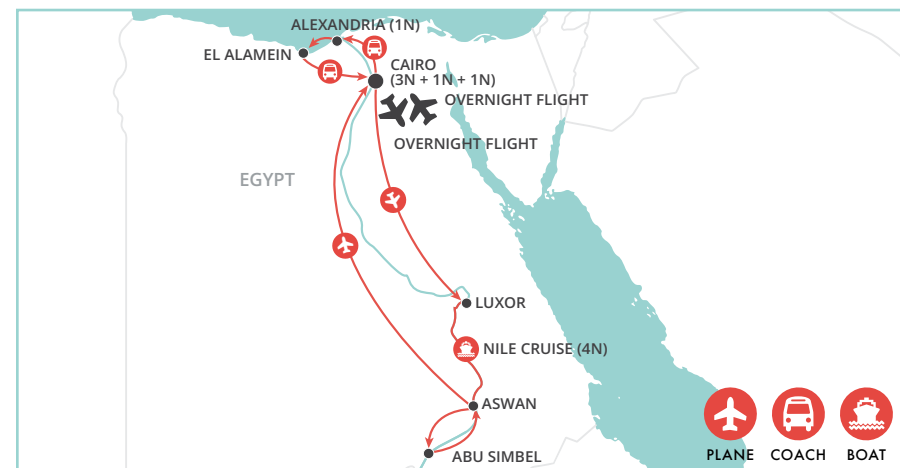 ALEXANDRIA (1N)
EL ALAMEIN
CAIRO
(3N + 1N + 1N)
OVERNIGHT FLIGHT
OVERNIGHT FLIGHT
EGYPT
LUXOR
NILE CRUISE (4N)
ASWAN
ABU SIMBEL
PLANE COACH BOAT